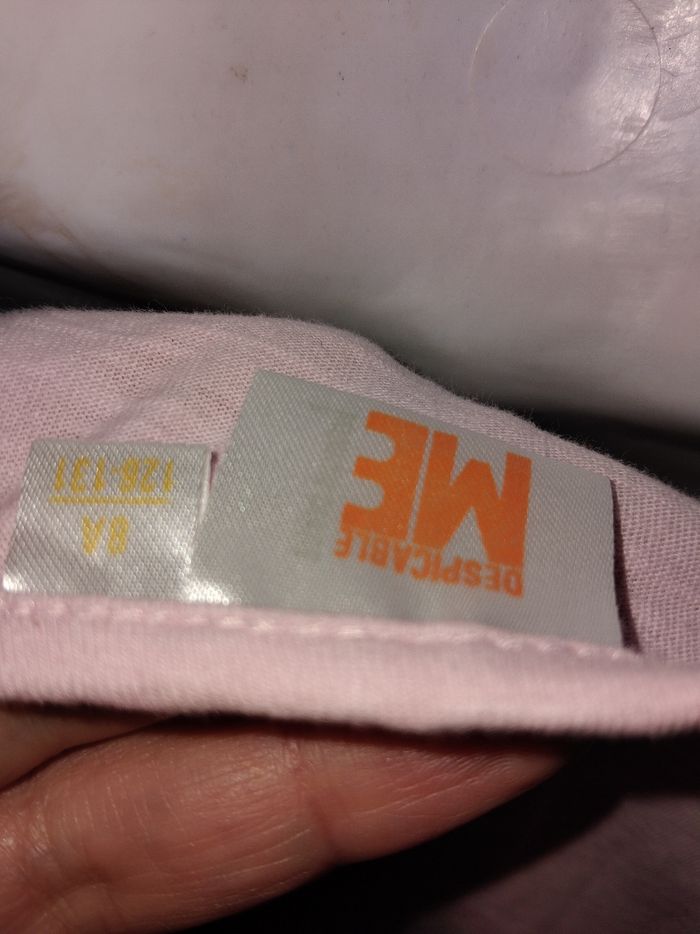 DESPICABLE
ME
8A
126-131